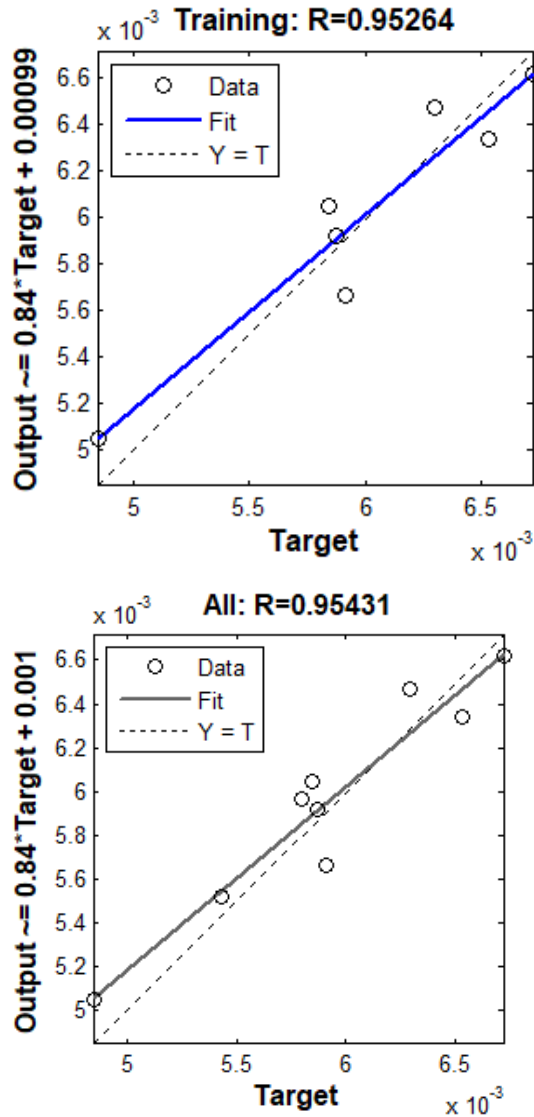 Training: R=0.95264
x 10⁻³
Output ~= 0.84*Target + 0.00099
6.6
6.4
6.2
6
5.8
5.6
5.4
5.2
5
Data
Fit
Y = T
5
5.5
6
6.5
Target
x 10⁻³
All: R=0.95431
x 10⁻³
Output ~= 0.84*Target + 0.001
6.6
6.4
6.2
6
5.8
5.6
5.4
5.2
5
Data
Fit
Y = T
5
5.5
6
6.5
Target
x 10⁻³